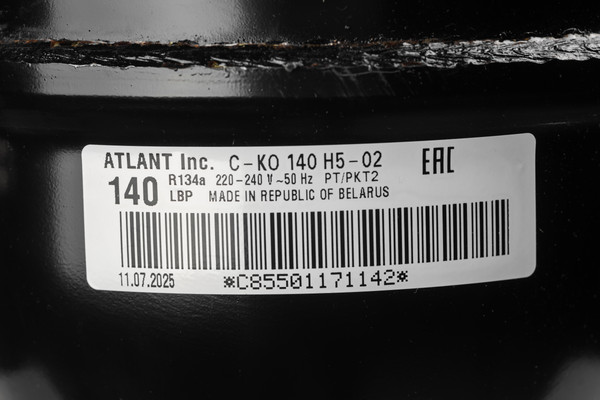 ATLANT Inc. C-KO 140 H5-02 EAC
140 R134a 220-240 V ~50 Hz PT/PKT2
LBP MADE IN REPUBLIC OF BELARUS
11.07.2025 *C85501171142*